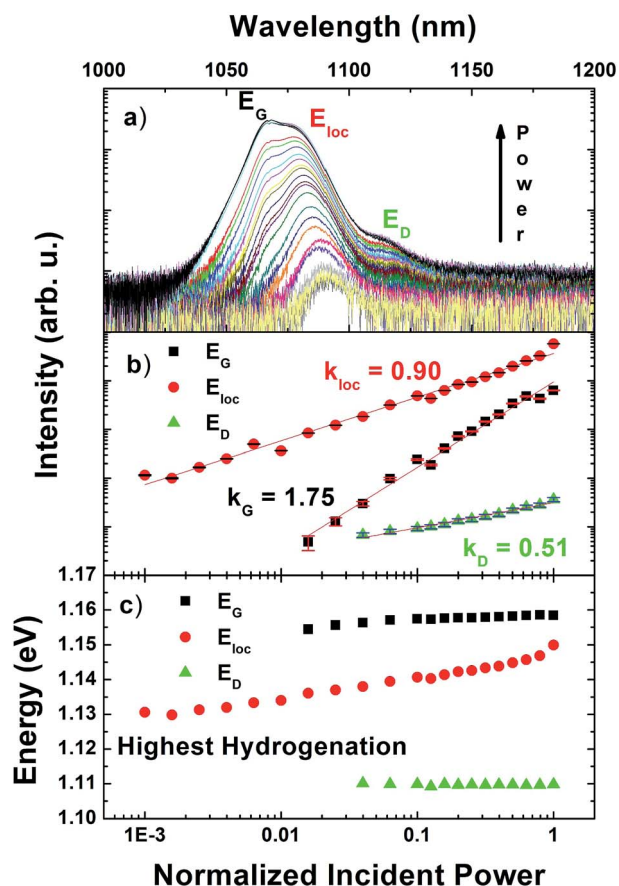 Wavelength (nm)
1000 1050 1100 1150 1200
a)
E_G
E_loc
E_D
Power
Intensity (arb. u.)
b)
E_G
E_loc
E_D
k_loc = 0.90
k_G = 1.75
k_D = 0.51
c)
E_G
E_loc
E_D
Highest Hydrogenation
Energy (eV)
1.17
1.16
1.15
1.14
1.13
1.12
1.11
1.10
1E-3 0.01 0.1 1
Normalized Incident Power